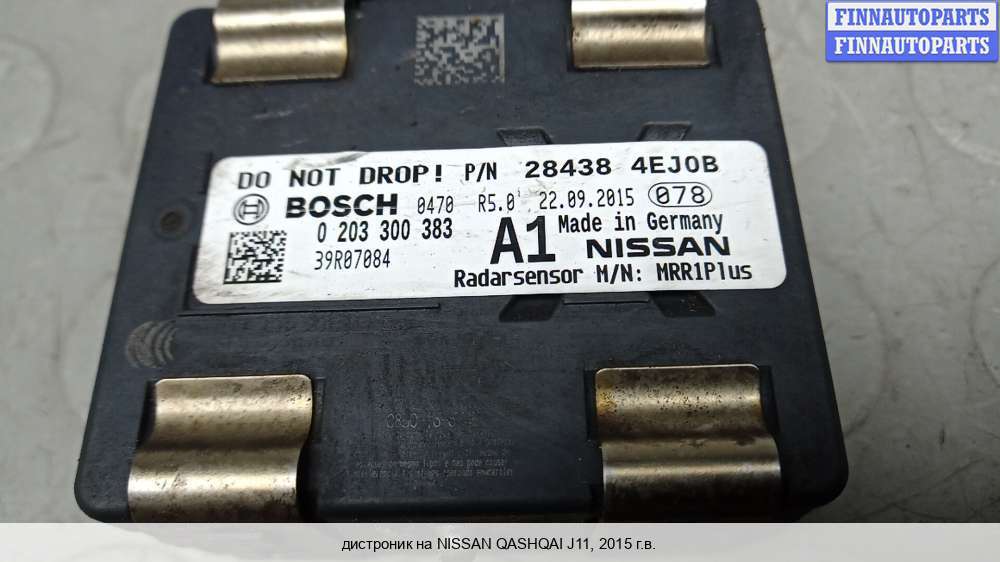 FINNAUTOPARTS
FINNAUTOPARTS
DO NOT DROP! P/N 28438 4EJ0B
BOSCH 0470 R5.0 22.09.2015 078
0 203 300 383 A1 Made in Germany
39R07084 NISSAN
Radarsensor M/N: MRR1Plus
дистроник на NISSAN QASHQAI J11, 2015 г.в.